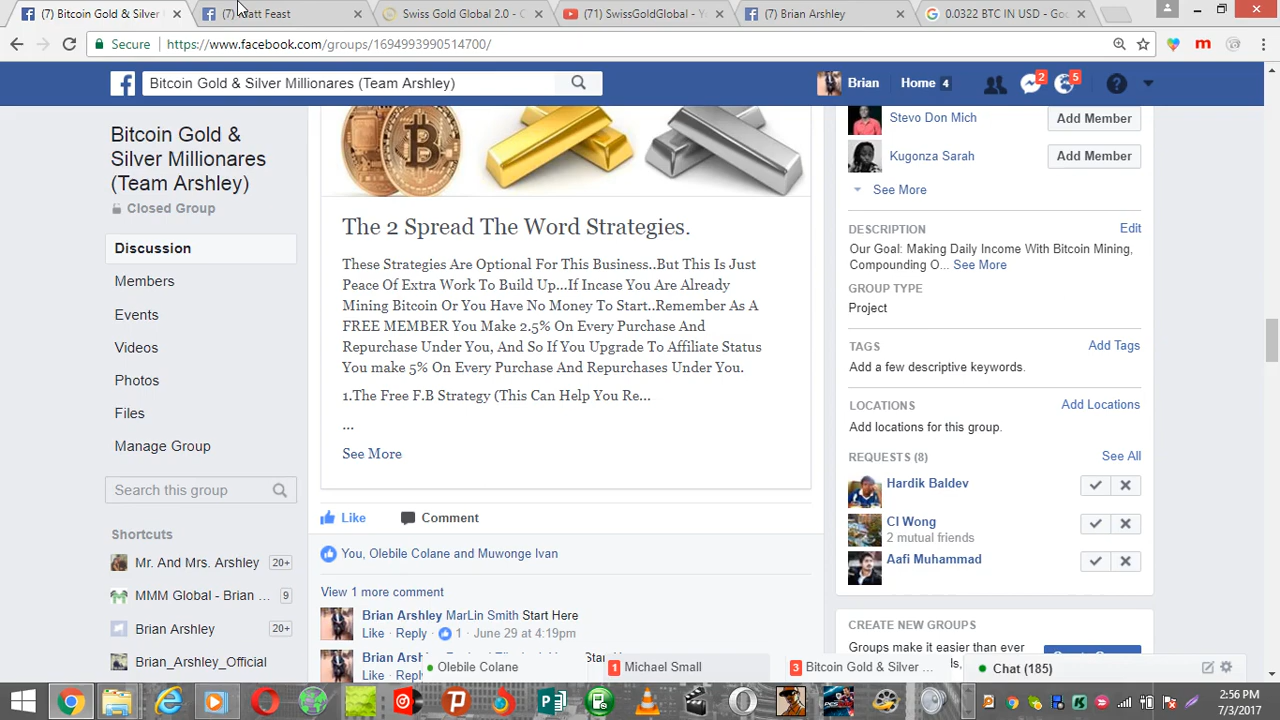 (7) Bitcoin Gold & Silver
(7) Matt Feast
Swiss Gold Global 2.0 - C
(71) SwissGoldGlobal - Y
(7) Brian Arshley
0.0322 BTC IN USD - Goo
Secure
https://www.facebook.com/groups/1694993990514700/
Bitcoin Gold & Silver Millionares (Team Arshley)
Brian
Home 4
2
5
Bitcoin Gold &
Silver Millionares
(Team Arshley)
Closed Group
Discussion
Members
Events
Videos
Photos
Files
Manage Group
Search this group
Shortcuts
Mr. And Mrs. Arshley 20+
MMM Global - Brian ... 9
Brian Arshley 20+
Brian_Arshley_Official
The 2 Spread The Word Strategies.
These Strategies Are Optional For This Business..But This Is Just
Peace Of Extra Work To Build Up...If Incase You Are Already
Mining Bitcoin Or You Have No Money To Start..Remember As A
FREE MEMBER You Make 2.5% On Every Purchase And
Repurchase Under You, And So If You Upgrade To Affiliate Status
You make 5% On Every Purchase And Repurchases Under You.
1.The Free F.B Strategy (This Can Help You Re...
...
See More
Like
Comment
You, Olebile Colane and Muwonge Ivan
View 1 more comment
Brian Arshley MarLin Smith Start Here
Like · Reply · 1 · June 29 at 4:19pm
Stevo Don Mich
Add Member
Kugonza Sarah
Add Member
See More
DESCRIPTION
Edit
Our Goal: Making Daily Income With Bitcoin Mining,
Compounding O... See More
GROUP TYPE
Project
TAGS
Add Tags
Add a few descriptive keywords.
LOCATIONS
Add Locations
Add locations for this group.
REQUESTS (8)
See All
Hardik Baldev
CI Wong
2 mutual friends
Aafi Muhammad
CREATE NEW GROUPS
Groups make it easier than ever
Olebile Colane
1 Michael Small
3 Bitcoin Gold & Silver ...
Chat (185)
2:56 PM
7/3/2017